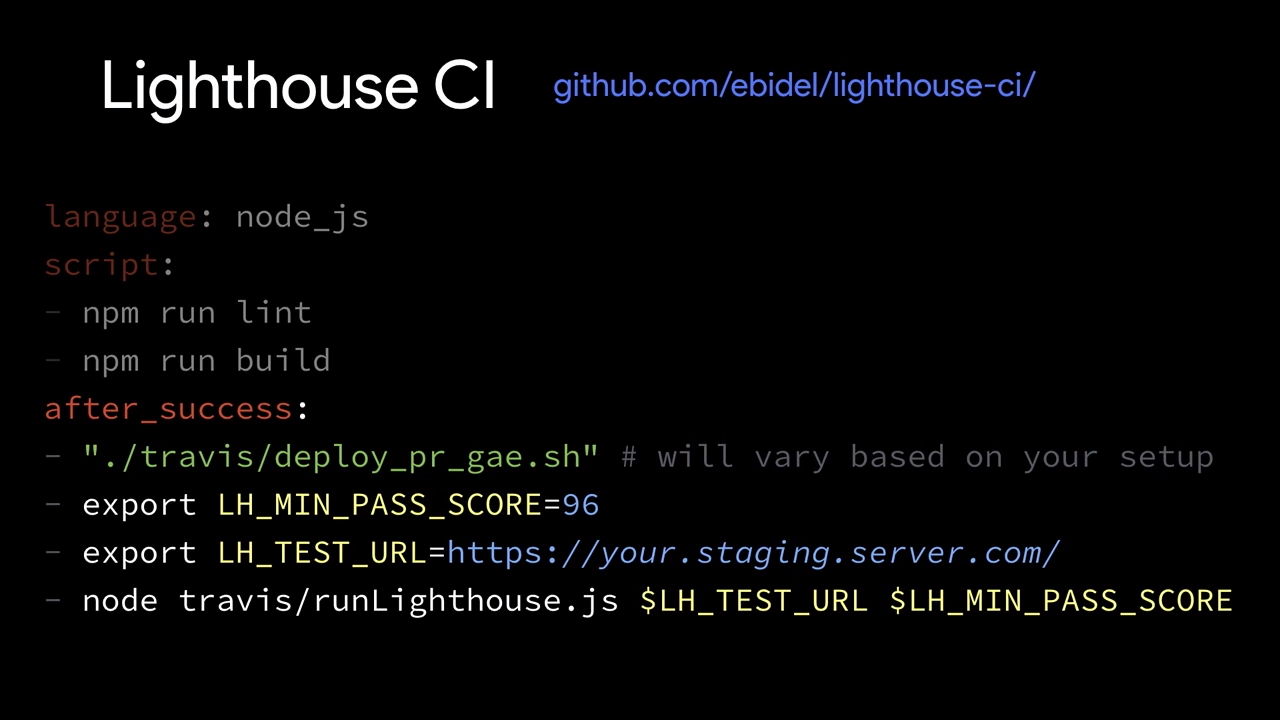 Lighthouse CI github.com/ebidel/lighthouse-ci/
language: node_js
script:
- npm run lint
- npm run build
after_success:
- "./travis/deploy_pr_gae.sh" # will vary based on your setup
- export LH_MIN_PASS_SCORE=96
- export LH_TEST_URL=https://your.staging.server.com/
- node travis/runLighthouse.js $LH_TEST_URL $LH_MIN_PASS_SCORE